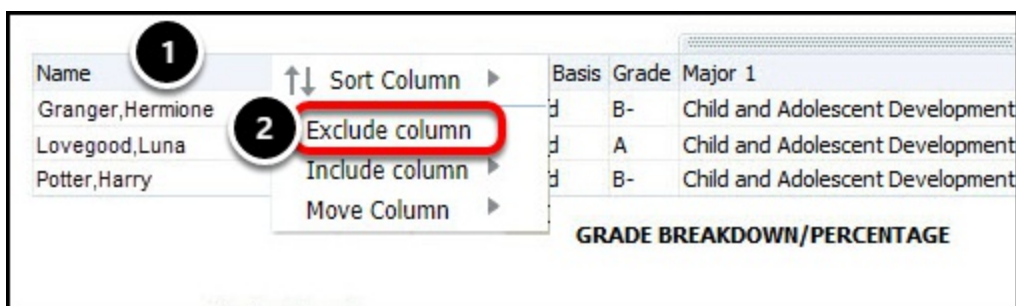 1
Name Sort Column Basis Grade Major 1
Granger,Hermione d B- Child and Adolescent Development
2 Exclude column
Lovegood,Luna d A Child and Adolescent Development
Include column
Potter,Harry d B- Child and Adolescent Development
Move Column
GRADE BREAKDOWN/PERCENTAGE